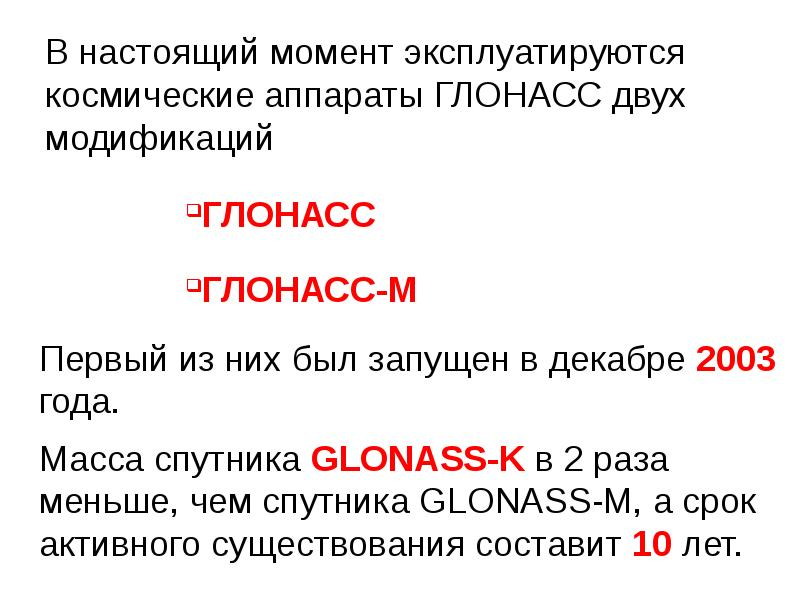 В настоящий момент эксплуатируются
космические аппараты ГЛОНАСС двух
модификаций
❑ГЛОНАСС
❑ГЛОНАСС-М
Первый из них был запущен в декабре 2003
года.
Масса спутника GLONASS-K в 2 раза
меньше, чем спутника GLONASS-M, а срок
активного существования составит 10 лет.